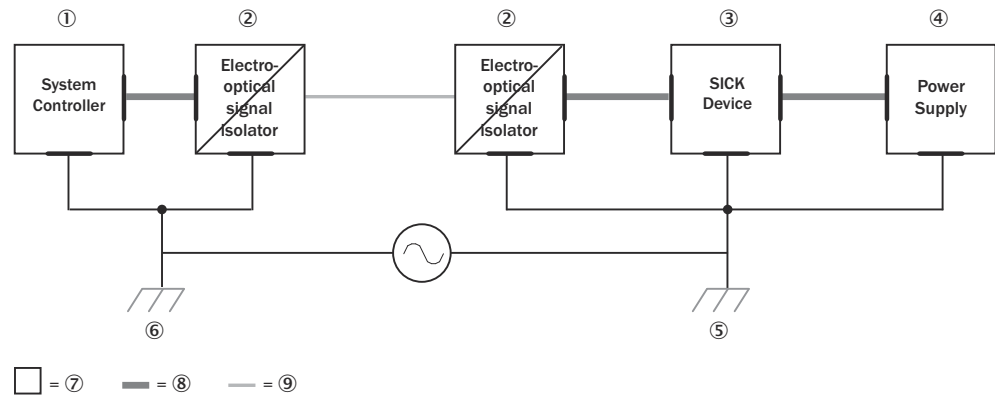 ① ② ② ③ ④
System
Controller
Electro-
optical
signal
isolator
Electro-
optical
signal
isolator
SICK
Device
Power
Supply
⑥ ⑤
= ⑦ = ⑧ = ⑨